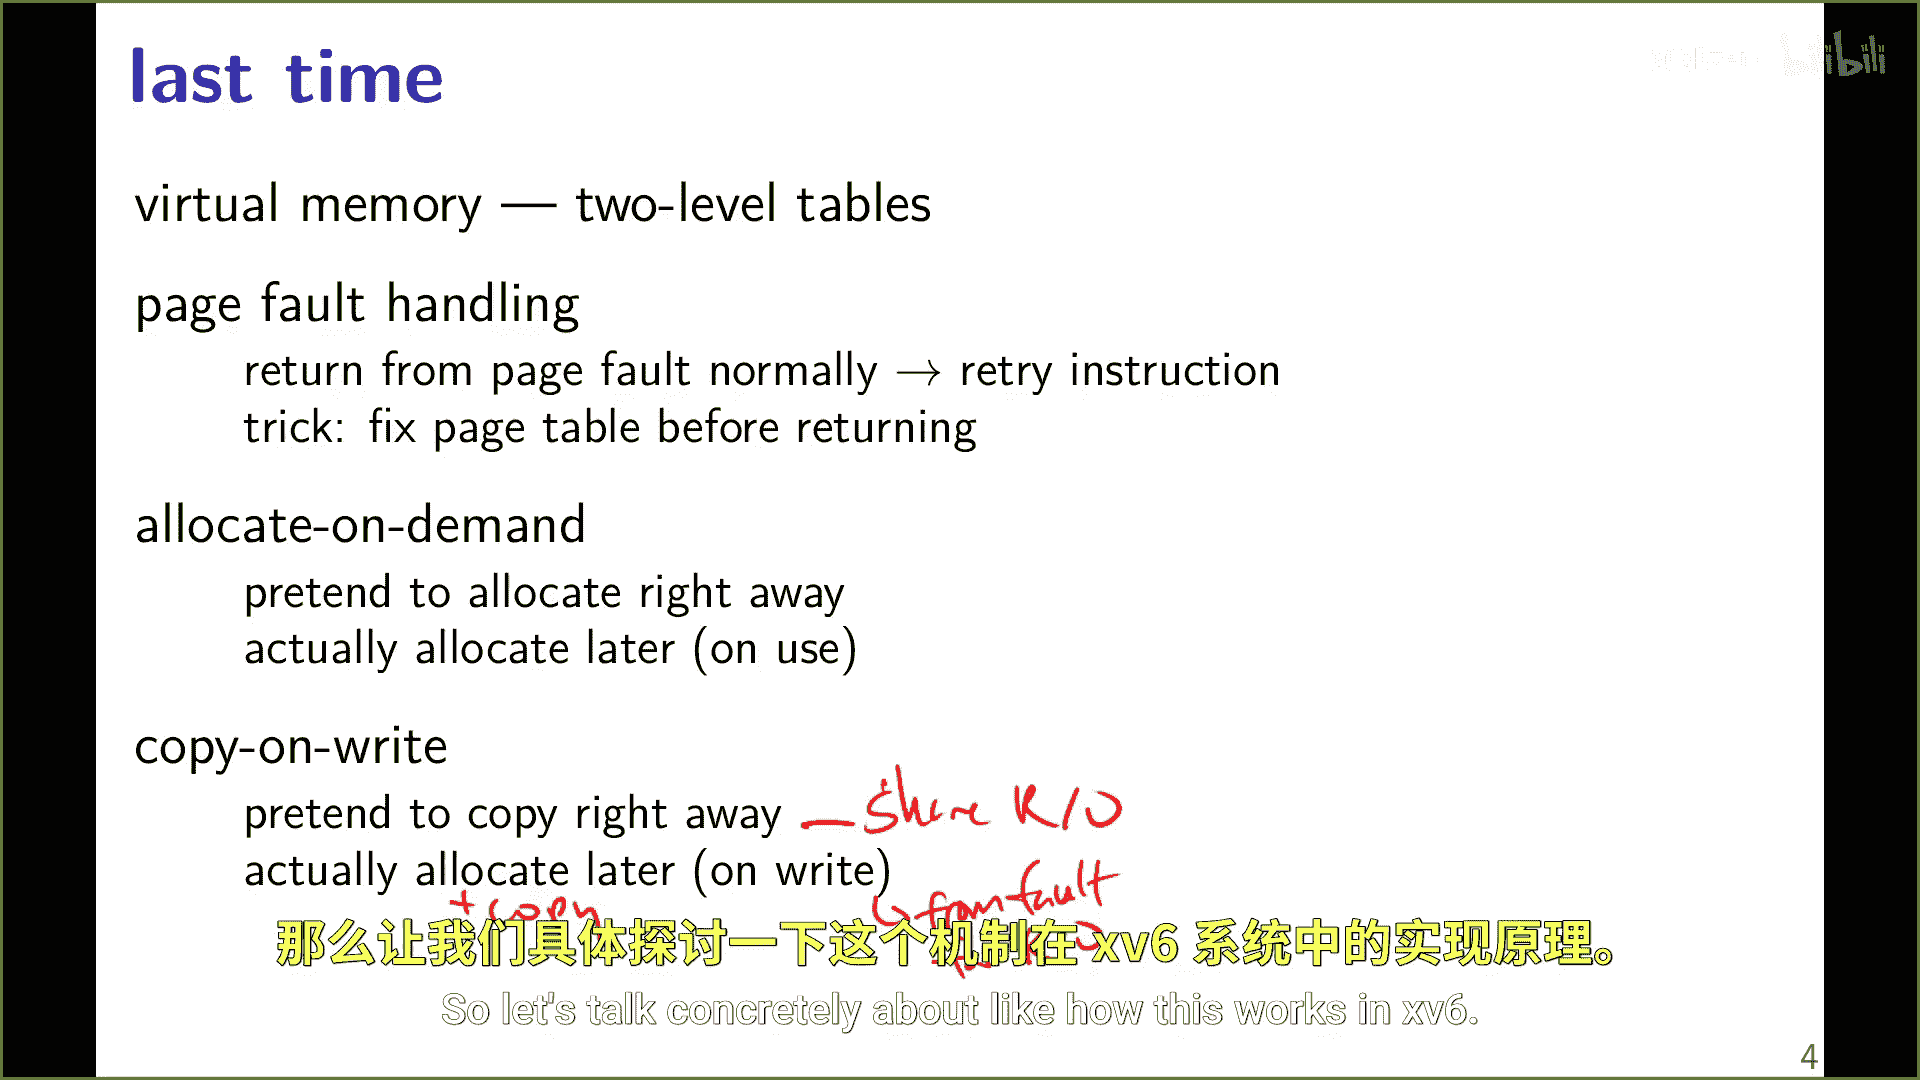 last time
bilibili
virtual memory — two-level tables
page fault handling
return from page fault normally → retry instruction
trick: fix page table before returning
allocate-on-demand
pretend to allocate right away
actually allocate later (on use)
copy-on-write
pretend to copy right away — share R/O
actually allocate later (on write)
+ copy
from fault
那么让我们具体探讨一下这个机制在 xv6 系统中的实现原理。
So let's talk concretely about like how this works in xv6.
4